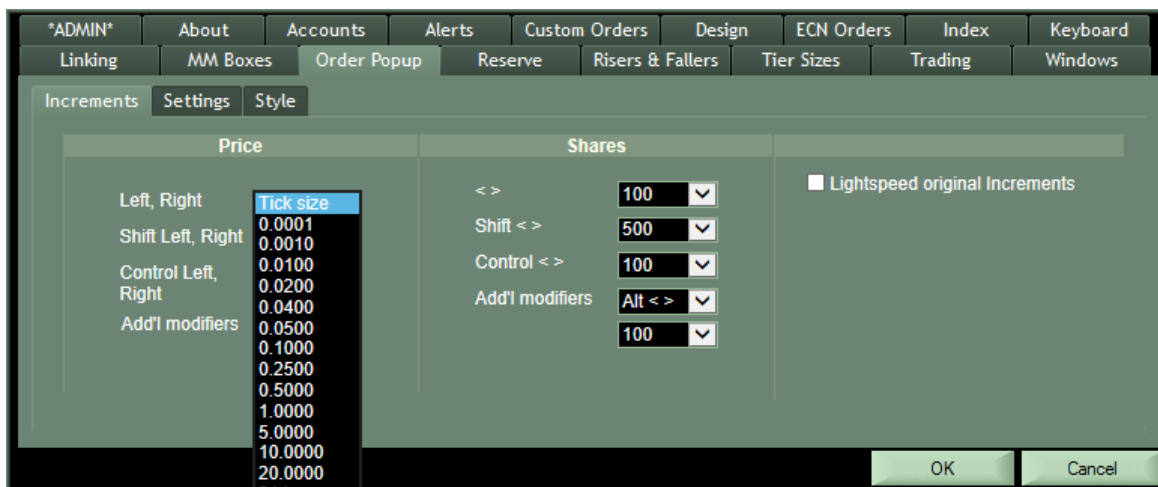 *ADMIN* About Accounts Alerts Custom Orders Design ECN Orders Index Keyboard
Linking MM Boxes Order Popup Reserve Risers & Fallers Tier Sizes Trading Windows
Increments Settings Style
Price Shares
Left, Right
Shift Left, Right
Control Left,
Right
Add'l modifiers
Tick size
0.0001
0.0010
0.0100
0.0200
0.0400
0.0500
0.1000
0.2500
0.5000
1.0000
5.0000
10.0000
20.0000
< > 100
Shift < > 500
Control < > 100
Add'l modifiers Alt < >
100
Lightspeed original Increments
OK Cancel